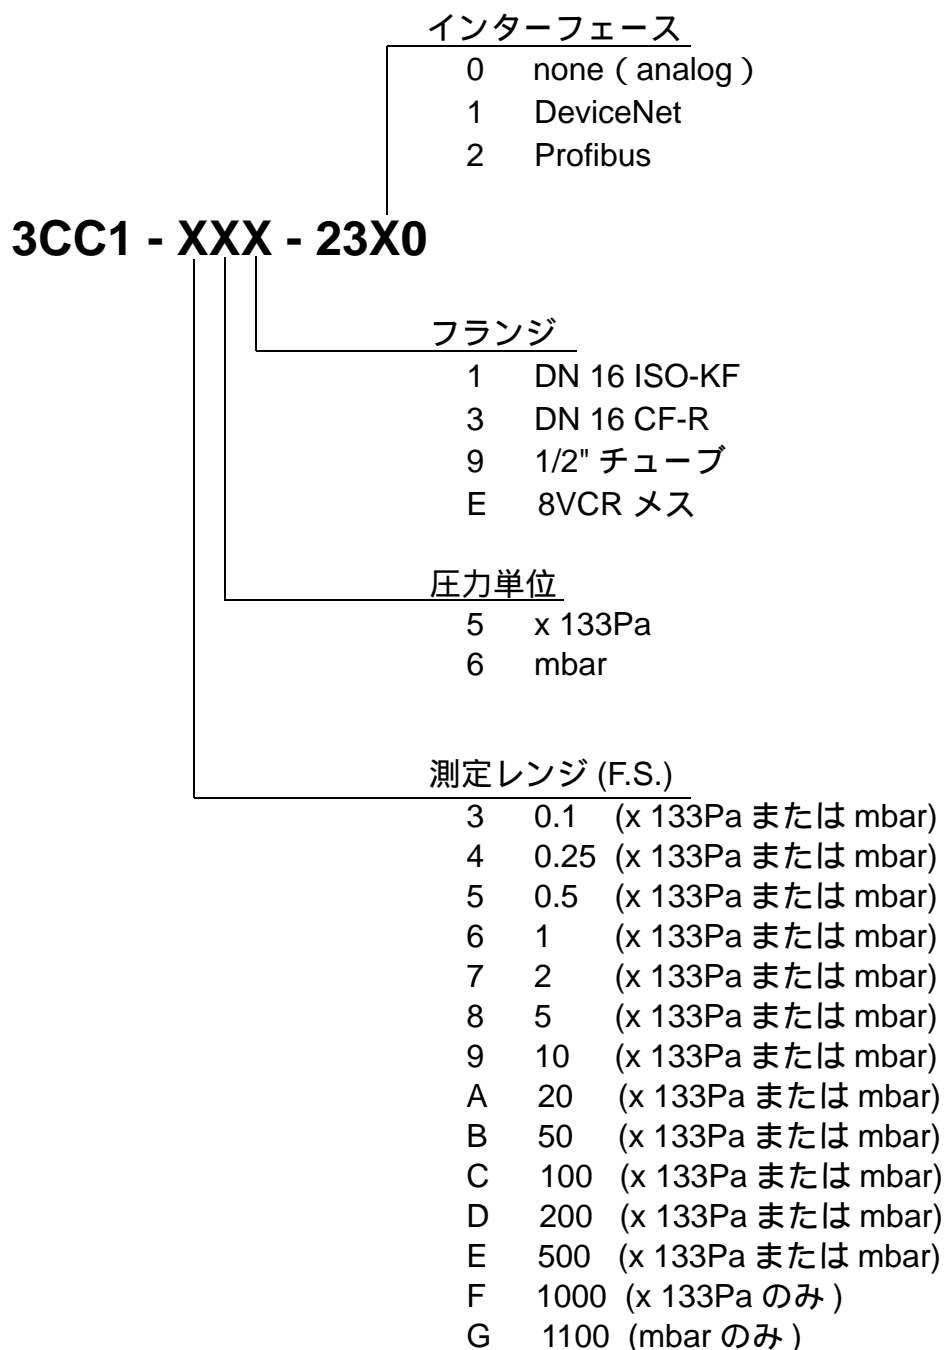 インターフェース
0 none ( analog )
1 DeviceNet
2 Profibus
3CC1 - XXX - 23X0
フランジ
1 DN 16 ISO-KF
3 DN 16 CF-R
9 1/2" チューブ
E 8VCR メス
圧力単位
5 x 133Pa
6 mbar
測定レンジ (F.S.)
3 0.1 (x 133Pa または mbar)
4 0.25 (x 133Pa または mbar)
5 0.5 (x 133Pa または mbar)
6 1 (x 133Pa または mbar)
7 2 (x 133Pa または mbar)
8 5 (x 133Pa または mbar)
9 10 (x 133Pa または mbar)
A 20 (x 133Pa または mbar)
B 50 (x 133Pa または mbar)
C 100 (x 133Pa または mbar)
D 200 (x 133Pa または mbar)
E 500 (x 133Pa または mbar)
F 1000 (x 133Pa のみ )
G 1100 (mbar のみ )